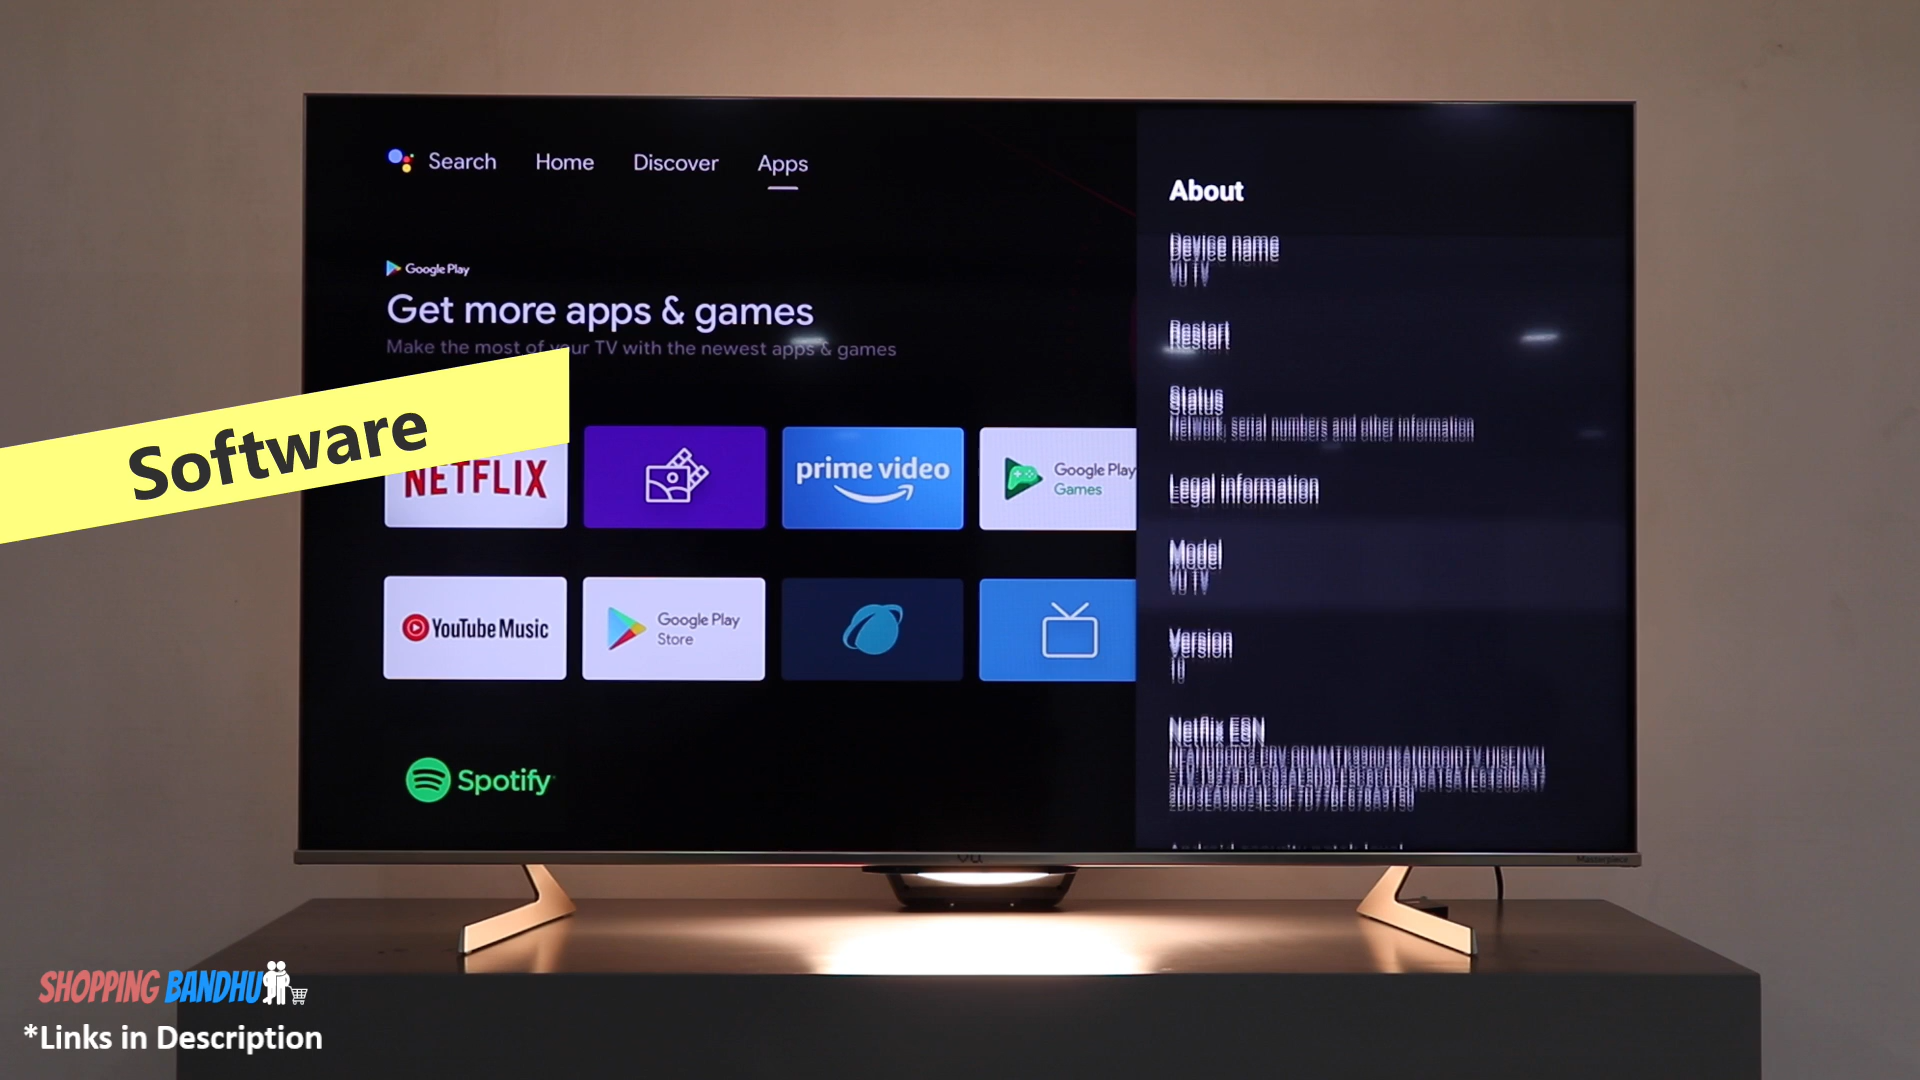 Search Home Discover Apps
Google Play
Get more apps & games
Make the most of your TV with the newest apps & games
Software
NETFLIX
prime video
Google Play
Games
YouTube Music
Google Play
Store
Spotify
About
Device name
VU TV
Restart
Status
Network, serial numbers and other information
Legal information
Model
VU TV
Version
10
Netflix ESN
Vu
Masterpiece
SHOPPING BANDHU
*Links in Description